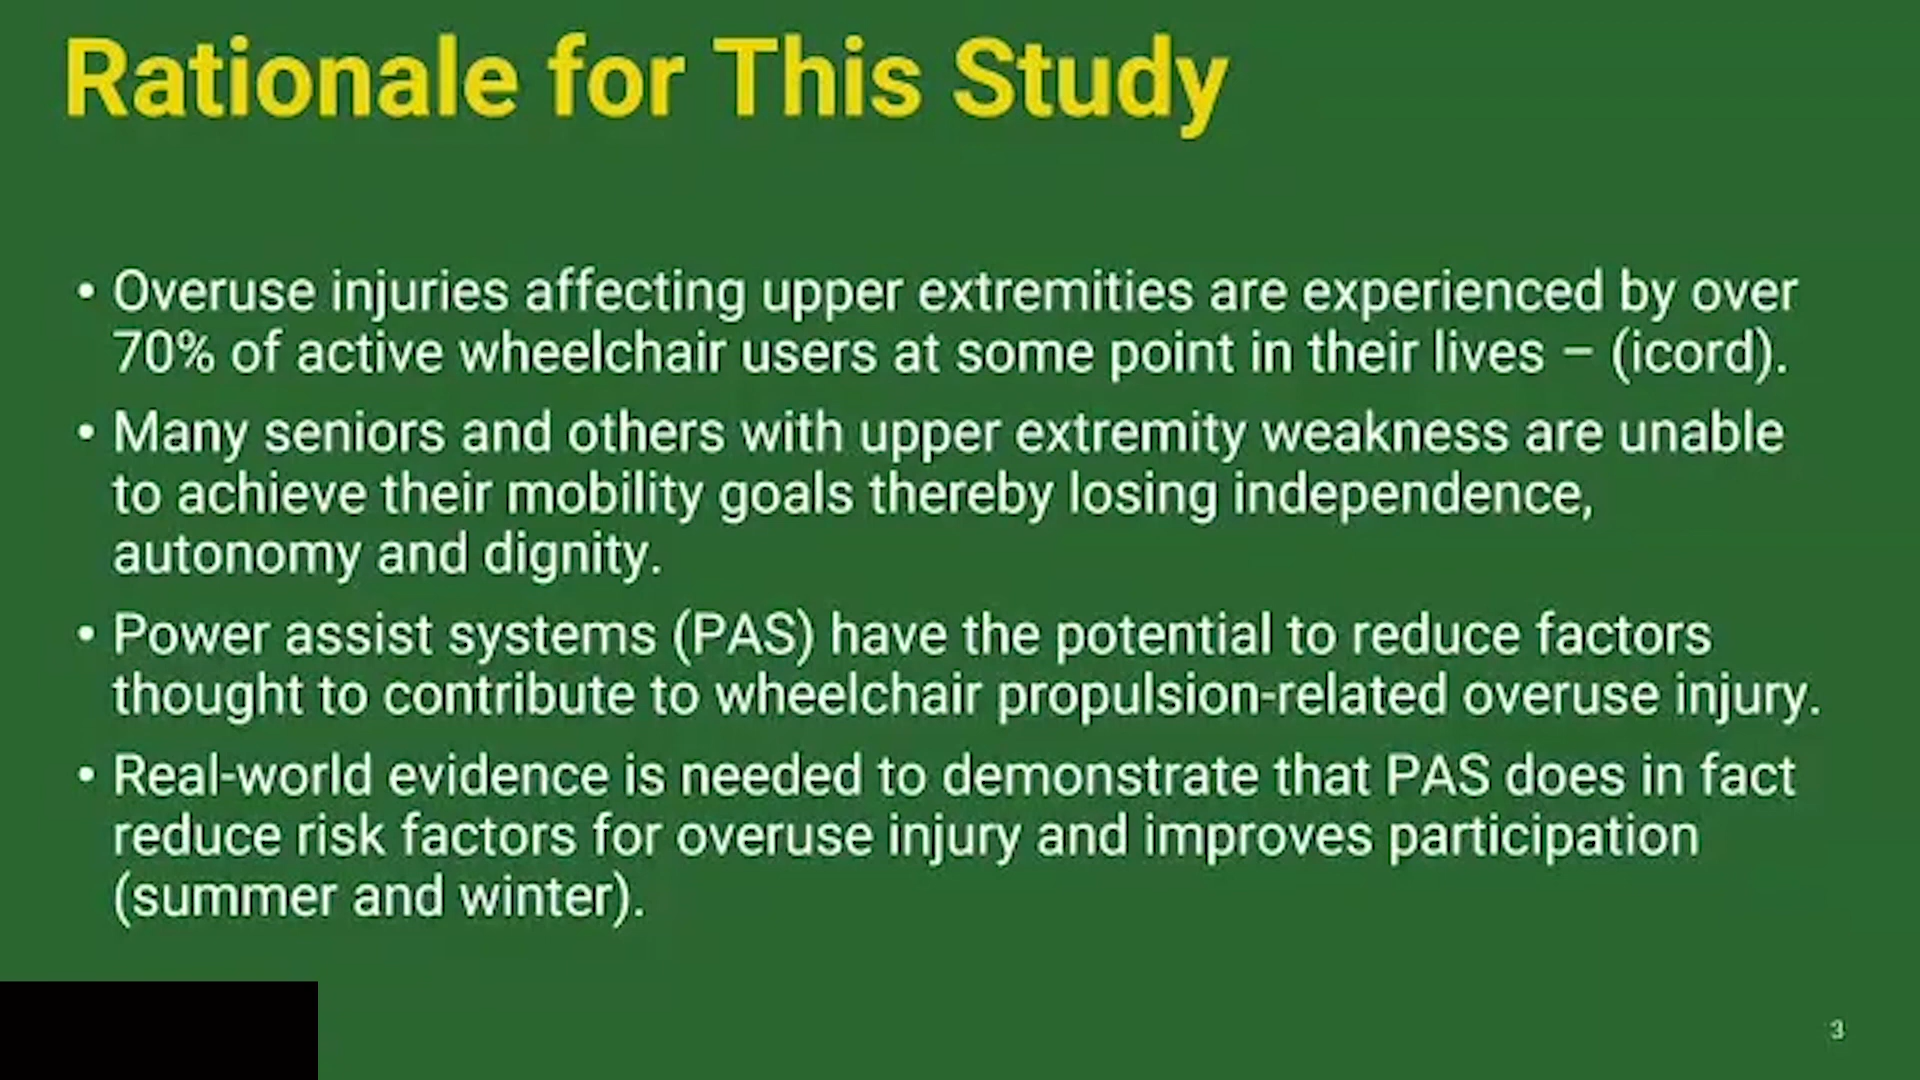 Rationale for This Study
• Overuse injuries affecting upper extremities are experienced by over
70% of active wheelchair users at some point in their lives – (icord).
• Many seniors and others with upper extremity weakness are unable
to achieve their mobility goals thereby losing independence,
autonomy and dignity.
• Power assist systems (PAS) have the potential to reduce factors
thought to contribute to wheelchair propulsion-related overuse injury.
• Real-world evidence is needed to demonstrate that PAS does in fact
reduce risk factors for overuse injury and improves participation
(summer and winter).
3